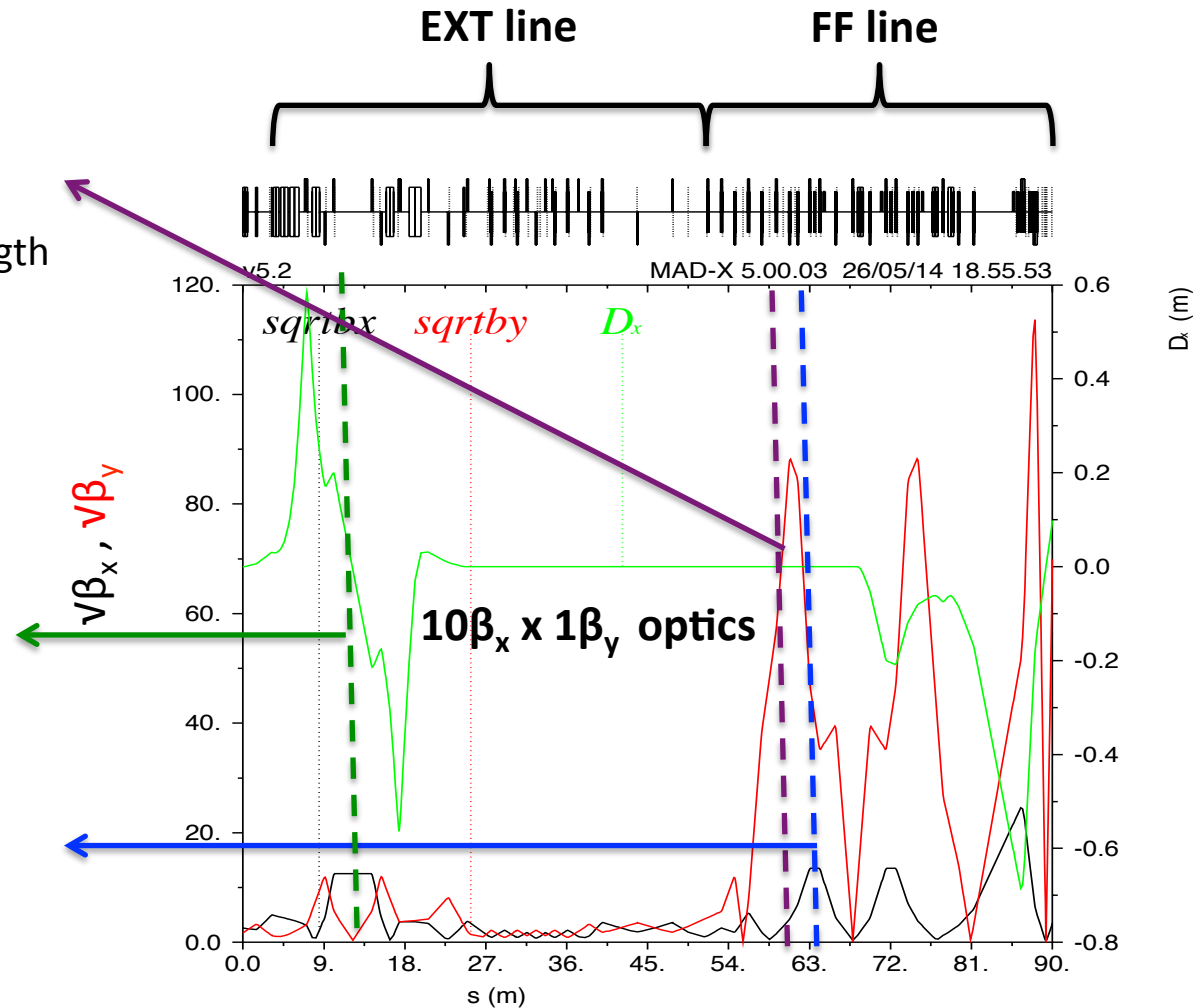 EXT line
FF line
gth
v5.2
MAD-X 5.00.03 26/05/14 18.55.53
120.
100.
80.
60.
40.
20.
0.0
√βx , √βy
sqrtbx
sqrtby
Dx
10βx x 1βy optics
0.6
0.4
0.2
0.0
-0.2
-0.4
-0.6
-0.8
Dx (m)
0.0 9. 18. 27. 36. 45. 54. 63. 72. 81. 90.
s (m)